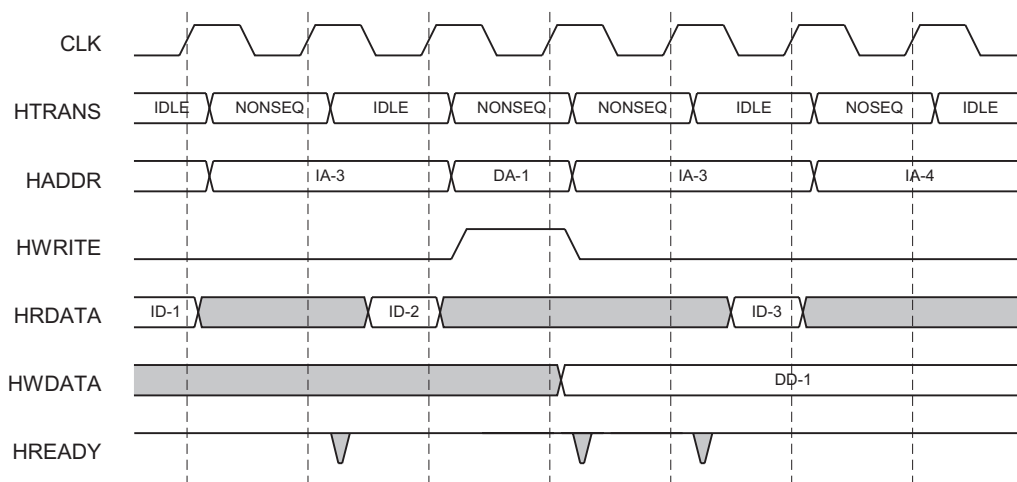 CLK
HTRANS IDLE NONSEQ IDLE NONSEQ NONSEQ IDLE NOSEQ IDLE
HADDR IA-3 DA-1 IA-3 IA-4
HWRITE
HRDATA ID-1 ID-2 ID-3
HWDATA DD-1
HREADY